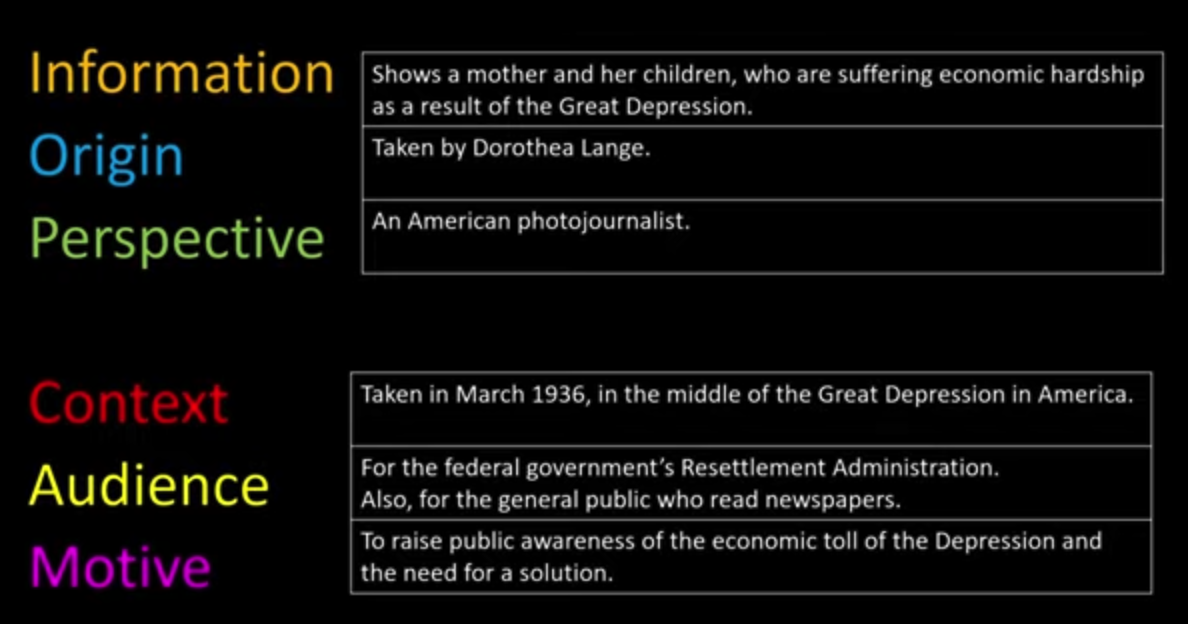 Information
Shows a mother and her children, who are suffering economic hardship
as a result of the Great Depression.
Origin
Taken by Dorothea Lange.
Perspective
An American photojournalist.
Context
Taken in March 1936, in the middle of the Great Depression in America.
Audience
For the federal government's Resettlement Administration.
Also, for the general public who read newspapers.
Motive
To raise public awareness of the economic toll of the Depression and
the need for a solution.